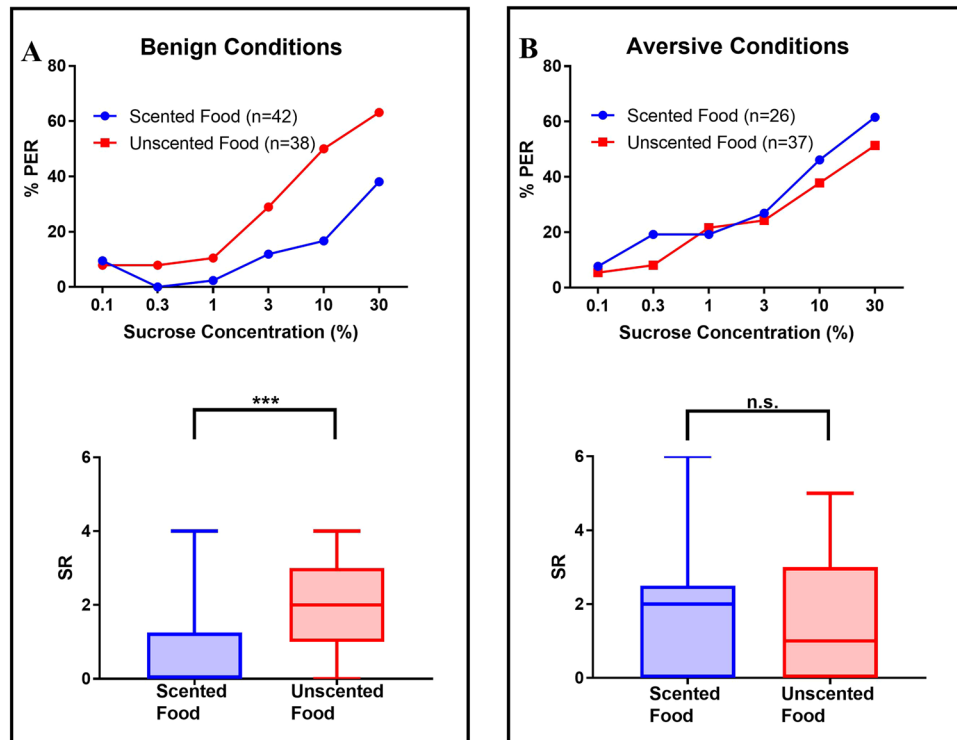 A
Benign Conditions
80
60
40
20
0
% PER
Scented Food (n=42)
Unscented Food (n=38)
0.1 0.3 1 3 10 30
Sucrose Concentration (%)
***
6
4
2
0
SR
Scented
Food
Unscented
Food
B
Aversive Conditions
80
60
40
20
0
% PER
Scented Food (n=26)
Unscented Food (n=37)
0.1 0.3 1 3 10 30
Sucrose Concentration (%)
n.s.
6
4
2
0
SR
Scented
Food
Unscented
Food